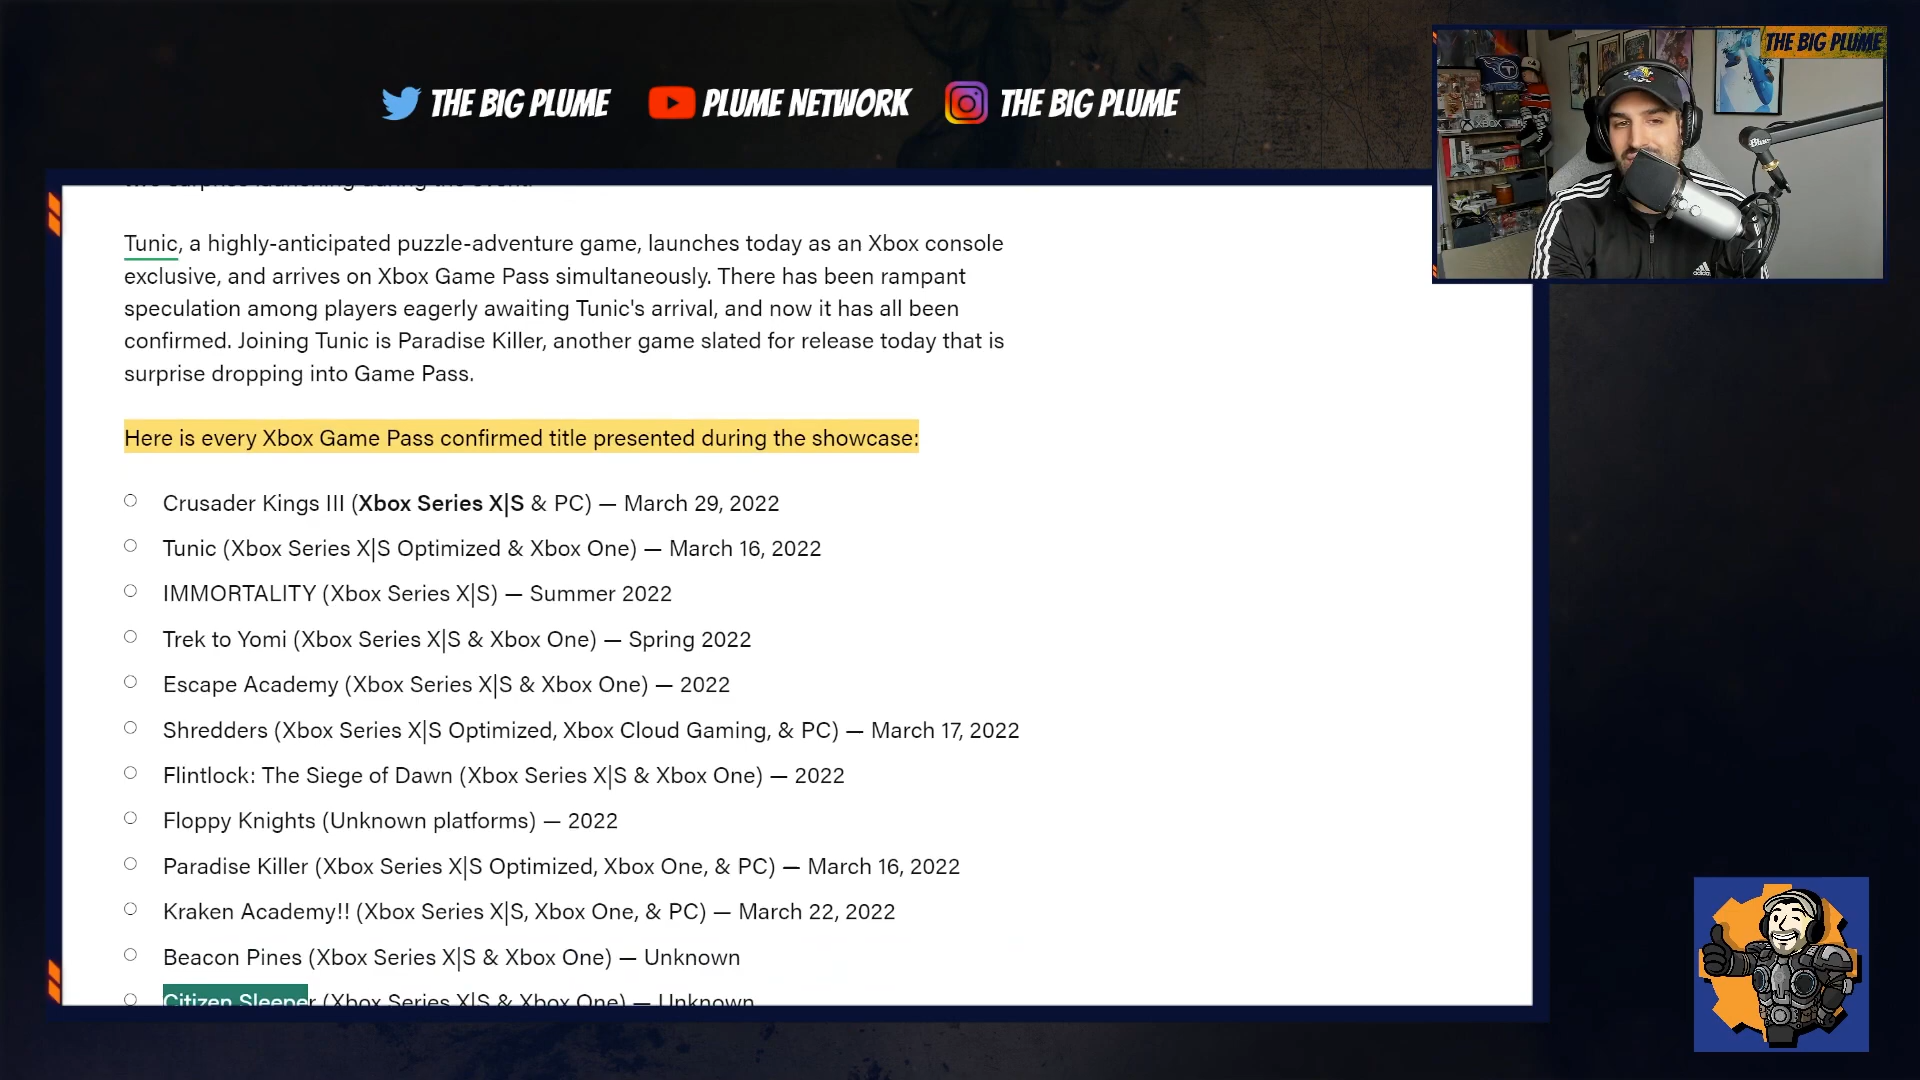 THE BIG PLUME PLUME NETWORK THE BIG PLUME
THE BIG PLUME
two surprise launching during the event.
Tunic, a highly-anticipated puzzle-adventure game, launches today as an Xbox console
exclusive, and arrives on Xbox Game Pass simultaneously. There has been rampant
speculation among players eagerly awaiting Tunic's arrival, and now it has all been
confirmed. Joining Tunic is Paradise Killer, another game slated for release today that is
surprise dropping into Game Pass.
Here is every Xbox Game Pass confirmed title presented during the showcase:
Crusader Kings III (Xbox Series X|S & PC) — March 29, 2022
Tunic (Xbox Series X|S Optimized & Xbox One) — March 16, 2022
IMMORTALITY (Xbox Series X|S) — Summer 2022
Trek to Yomi (Xbox Series X|S & Xbox One) — Spring 2022
Escape Academy (Xbox Series X|S & Xbox One) — 2022
Shredders (Xbox Series X|S Optimized, Xbox Cloud Gaming, & PC) — March 17, 2022
Flintlock: The Siege of Dawn (Xbox Series X|S & Xbox One) — 2022
Floppy Knights (Unknown platforms) — 2022
Paradise Killer (Xbox Series X|S Optimized, Xbox One, & PC) — March 16, 2022
Kraken Academy!! (Xbox Series X|S, Xbox One, & PC) — March 22, 2022
Beacon Pines (Xbox Series X|S & Xbox One) — Unknown
Citizen Sleeper (Xbox Series X|S & Xbox One) — Unknown
XBOX
Blue
adidas